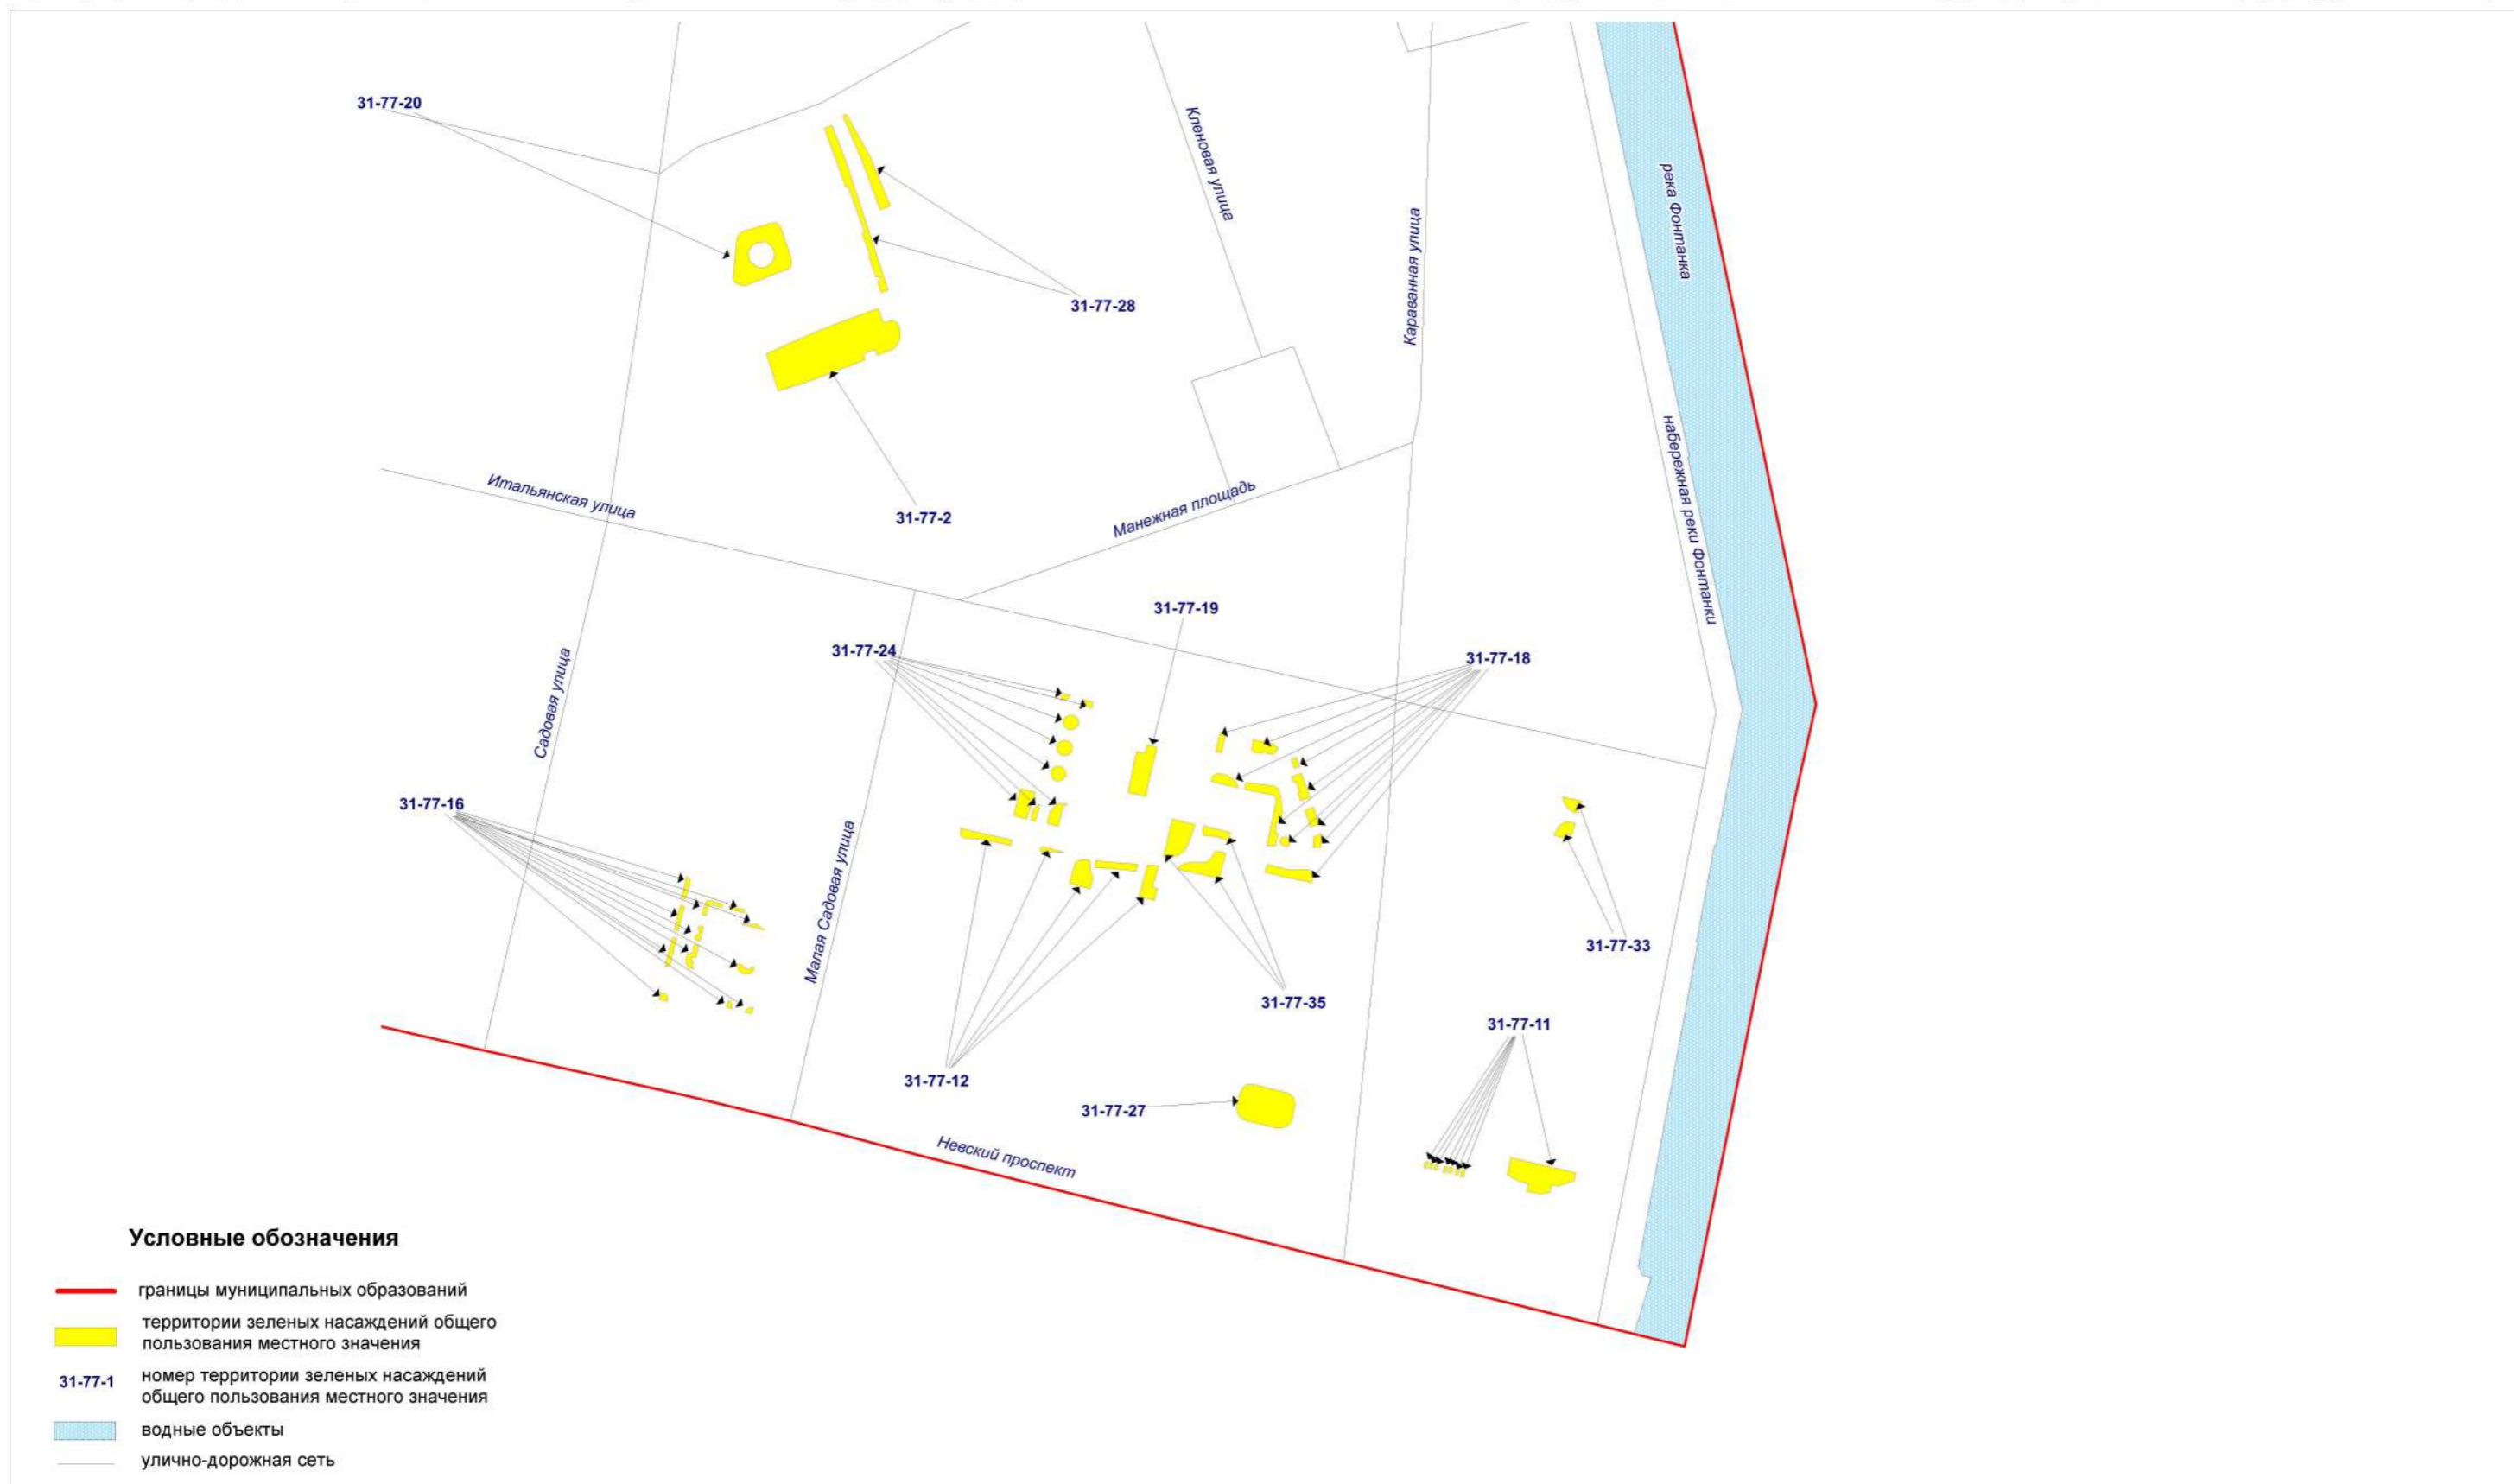 31-77-20
Кленовая улица
река Фонтанка
Караванная улица
31-77-28
набережная реки Фонтанки
Итальянская улица
31-77-2
Манежная площадь
31-77-19
31-77-24
31-77-18
Садовая улица
31-77-16
Малая Садовая улица
31-77-33
31-77-35
31-77-11
31-77-12
31-77-27
Невский проспект
Условные обозначения
границы муниципальных образований
территории зеленых насаждений общего
пользования местного значения
31-77-1
номер территории зеленых насаждений
общего пользования местного значения
водные объекты
улично-дорожная сеть